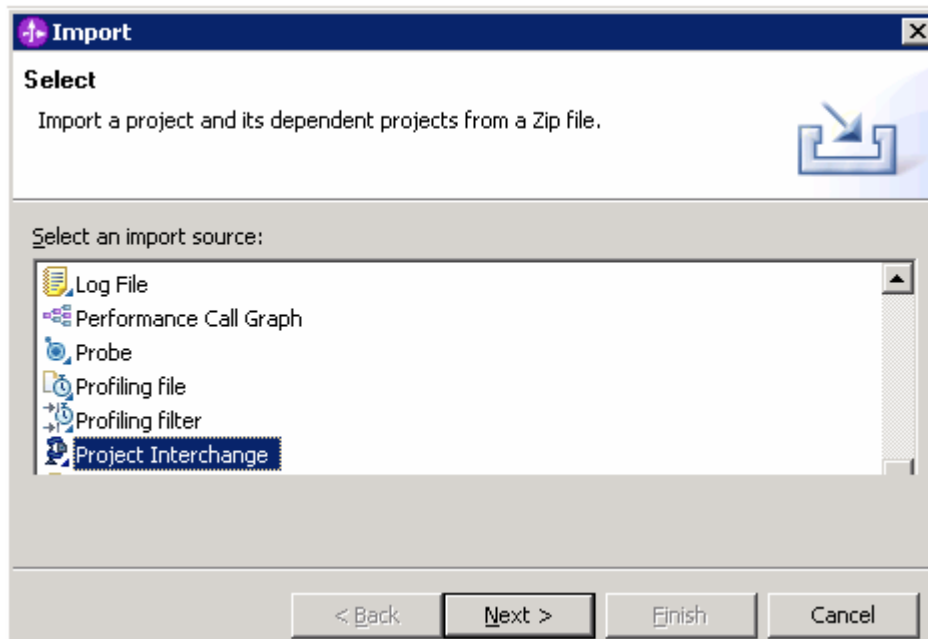 Import
Select
Import a project and its dependent projects from a Zip file.
Select an import source:
Log File
Performance Call Graph
Probe
Profiling file
Profiling filter
Project Interchange
< Back Next > Finish Cancel